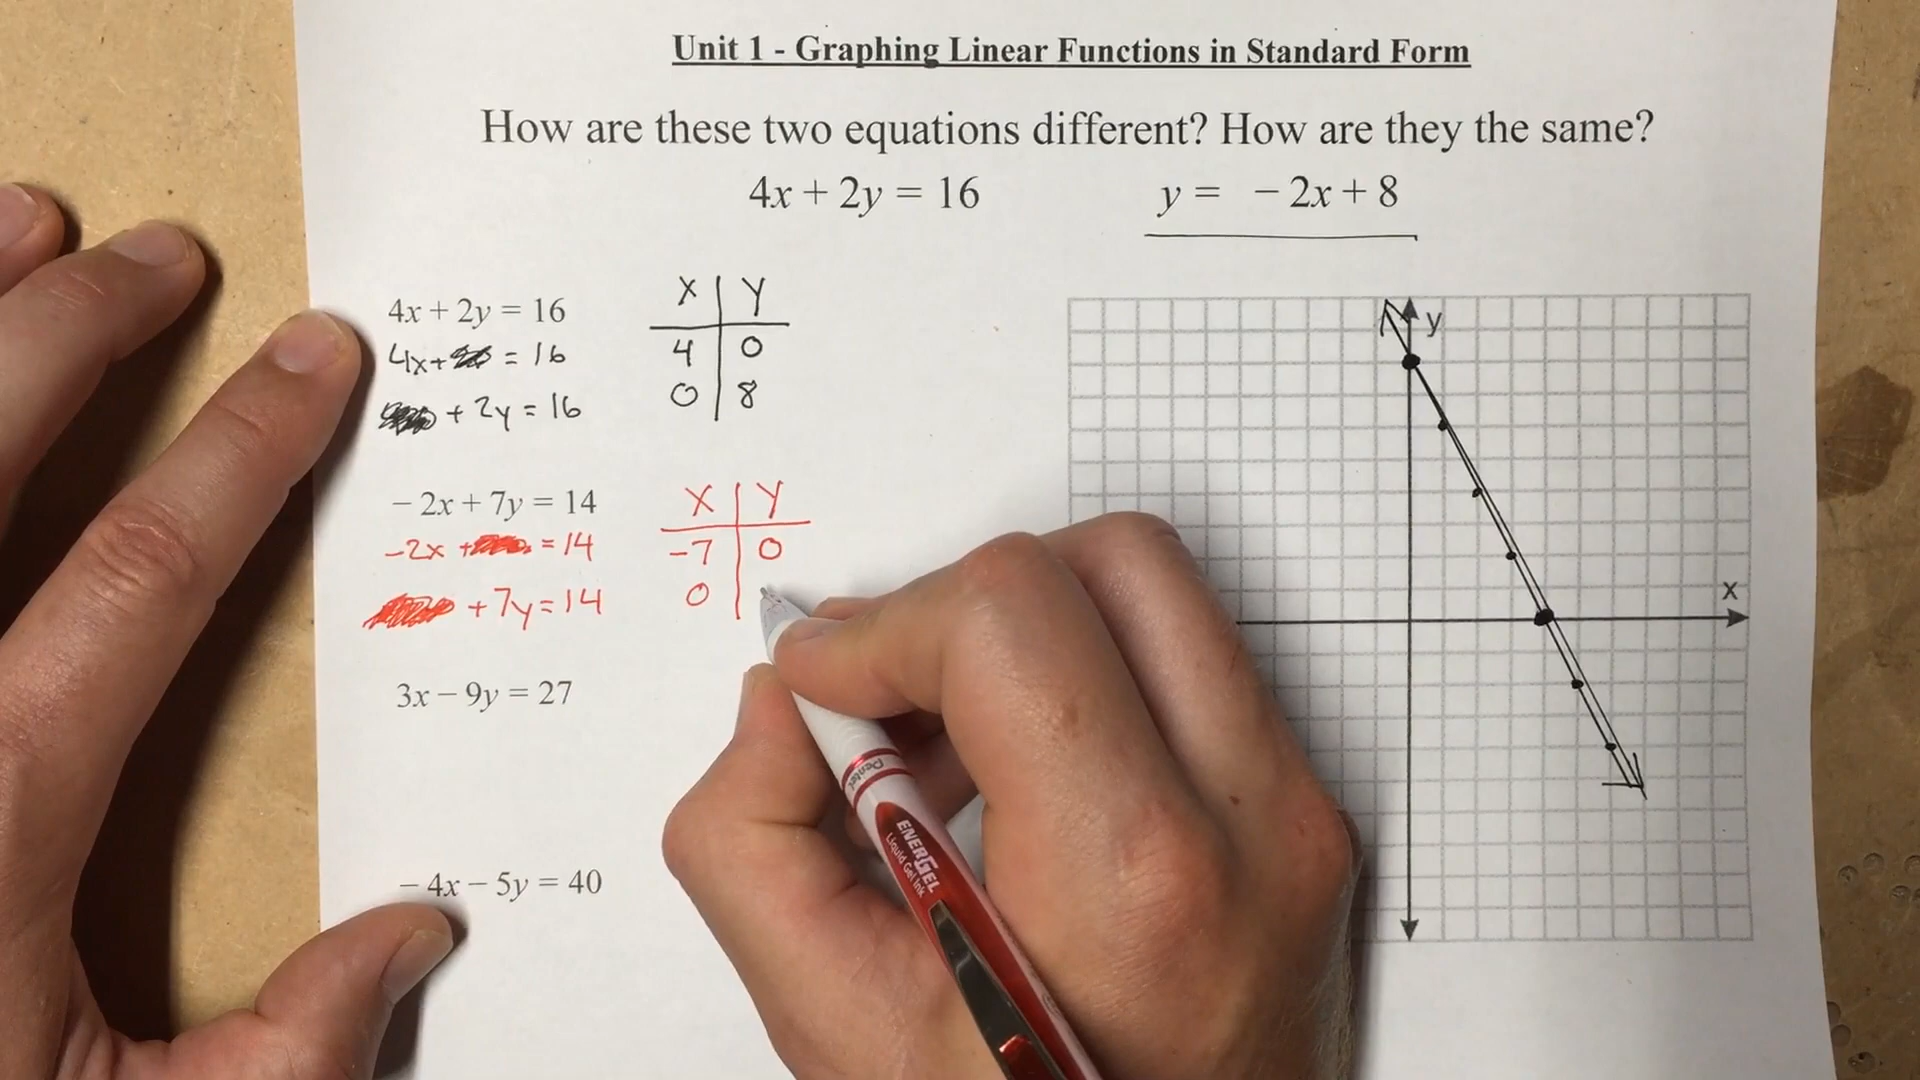 Unit 1 - Graphing Linear Functions in Standard Form
How are these two equations different? How are they the same?
4x + 2y = 16
y = - 2x + 8
4x + 2y = 16
4x+ = 16
+ 2y = 16
X Y
4 0
0 8
- 2x + 7y = 14
-2x + = 14
+ 7y = 14
X Y
-7 0
0
3x - 9y = 27
- 4x - 5y = 40
y
x
Pentel
ENERGEL
Liquid Gel Ink